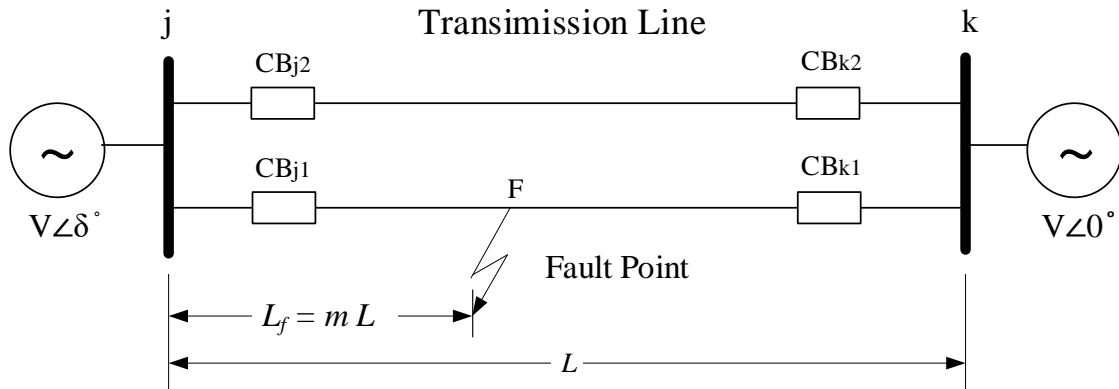 j
Transimission Line
k
CBj2
CBk2
~
~
CBj1
CBk1
F
V∠δ°
V∠0°
Fault Point
Lf = m L
L